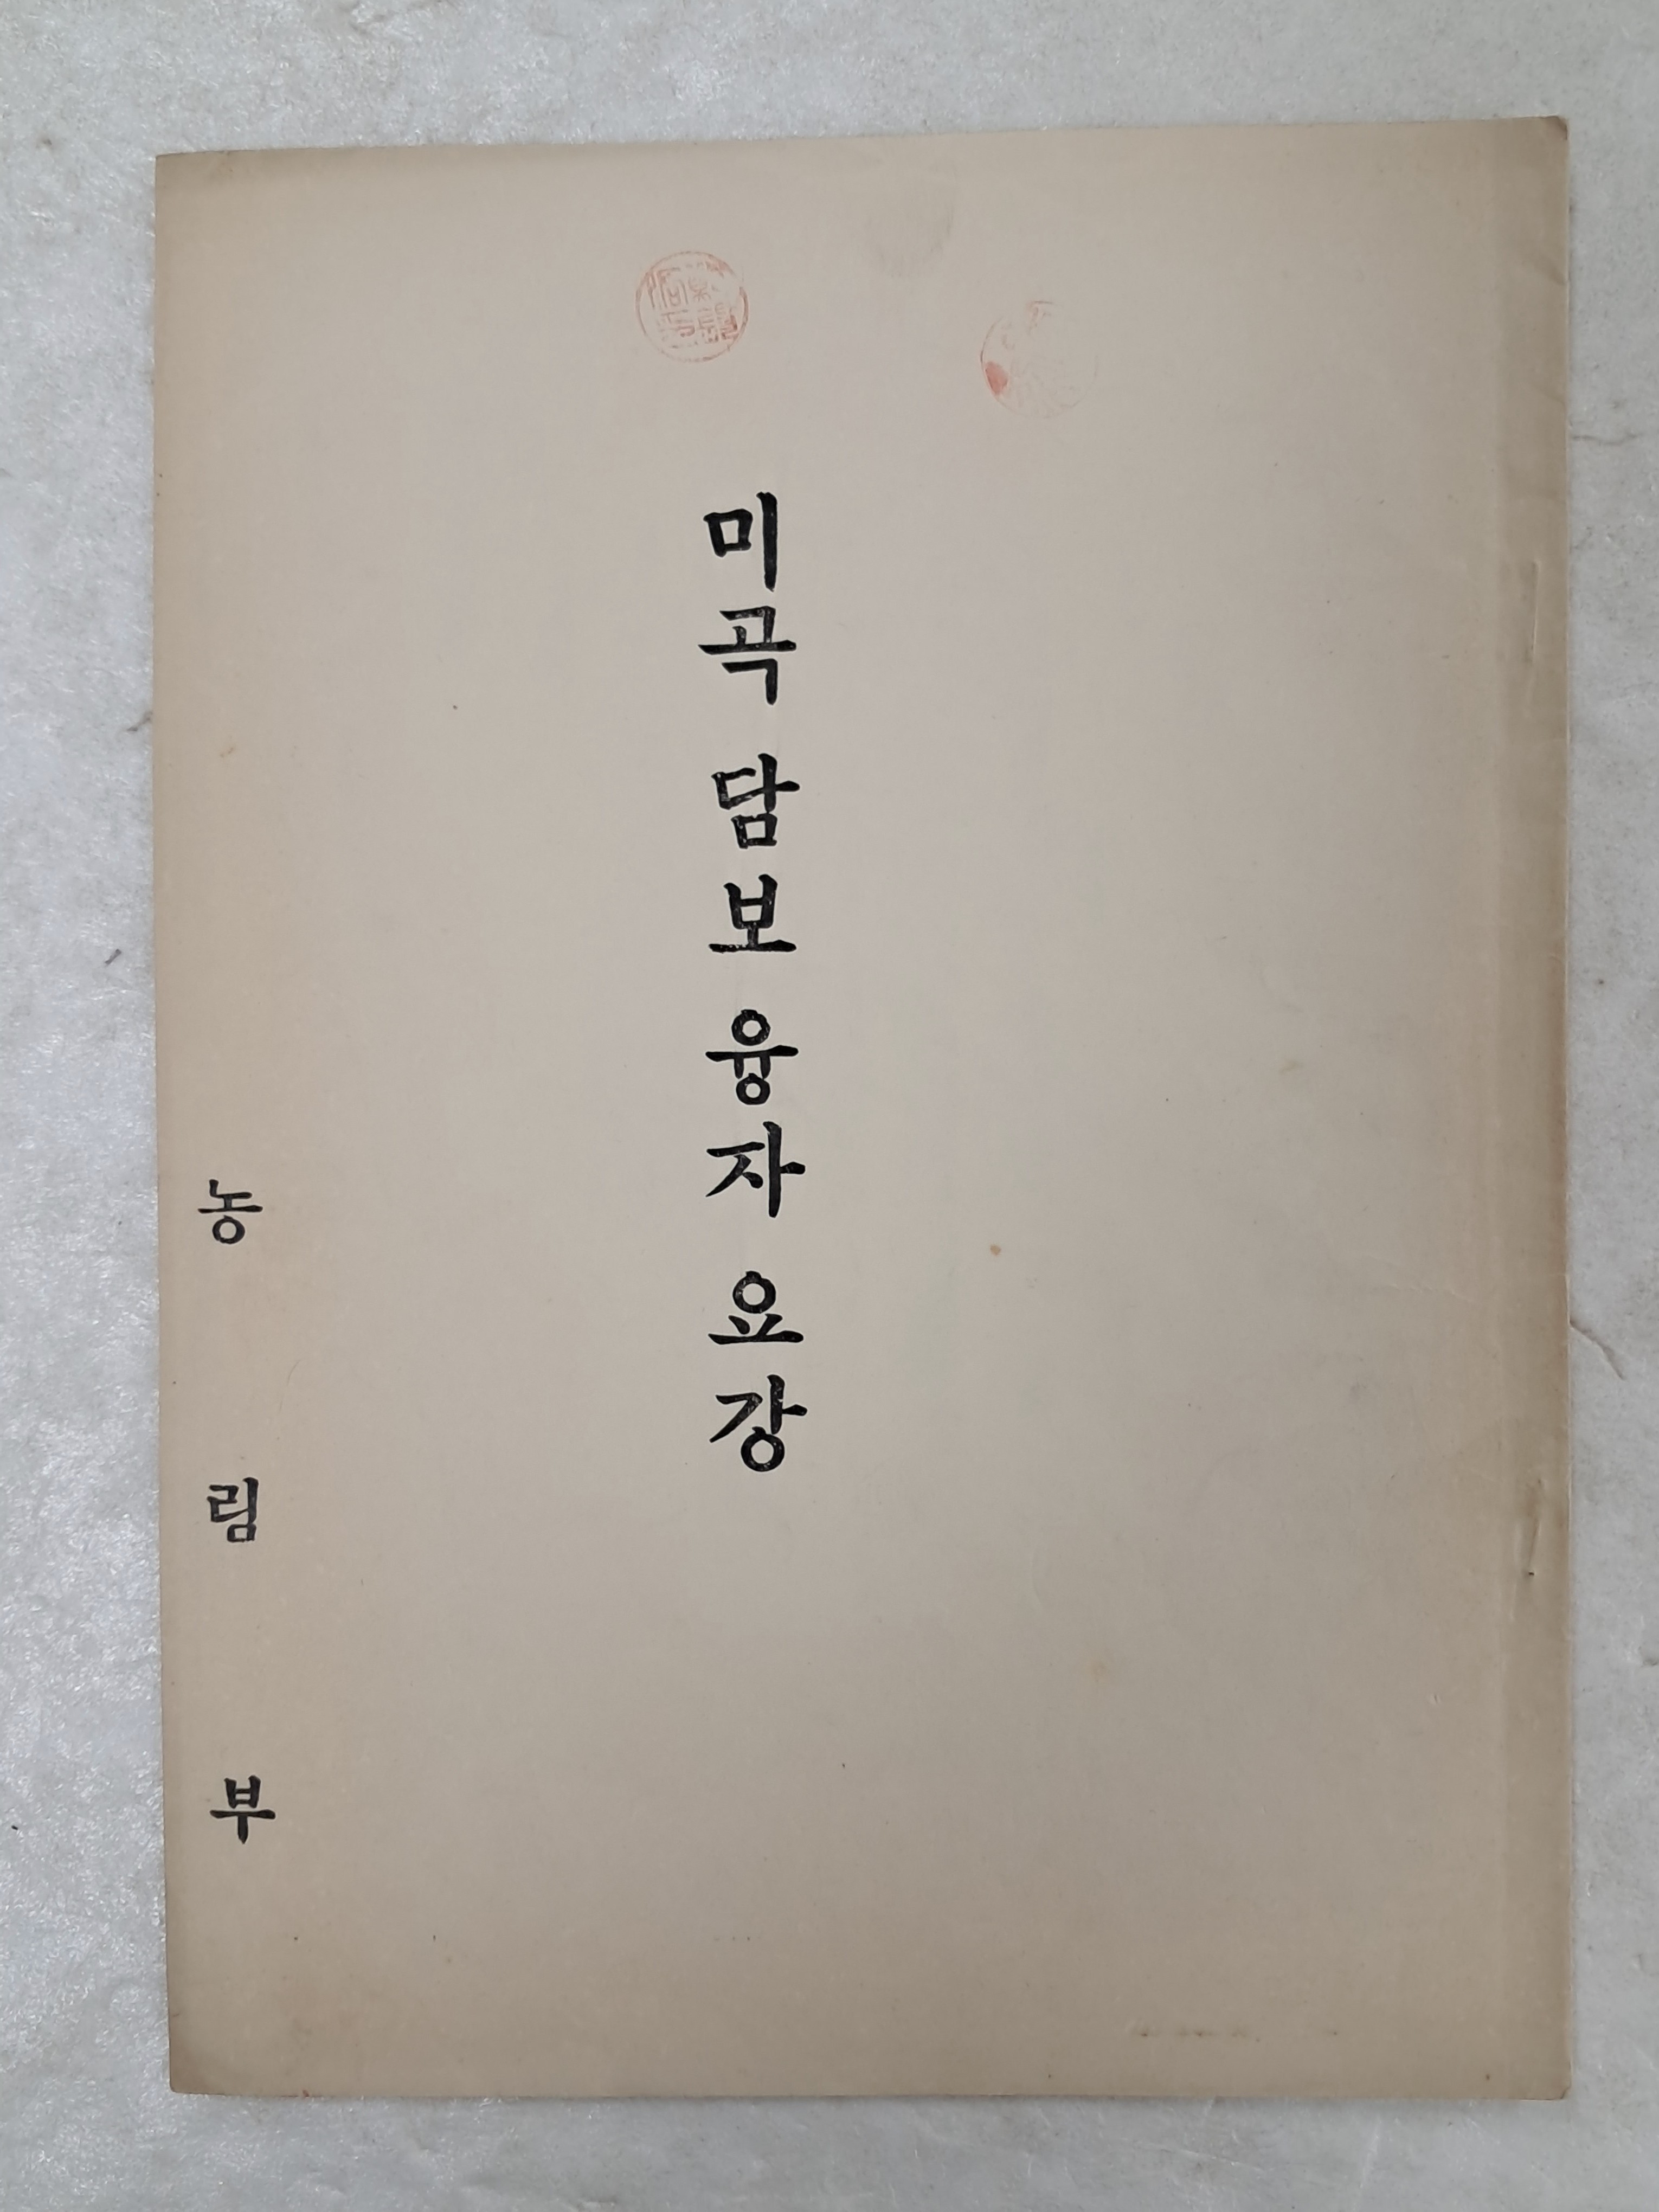 미곡 담보 융자 요강
농림부